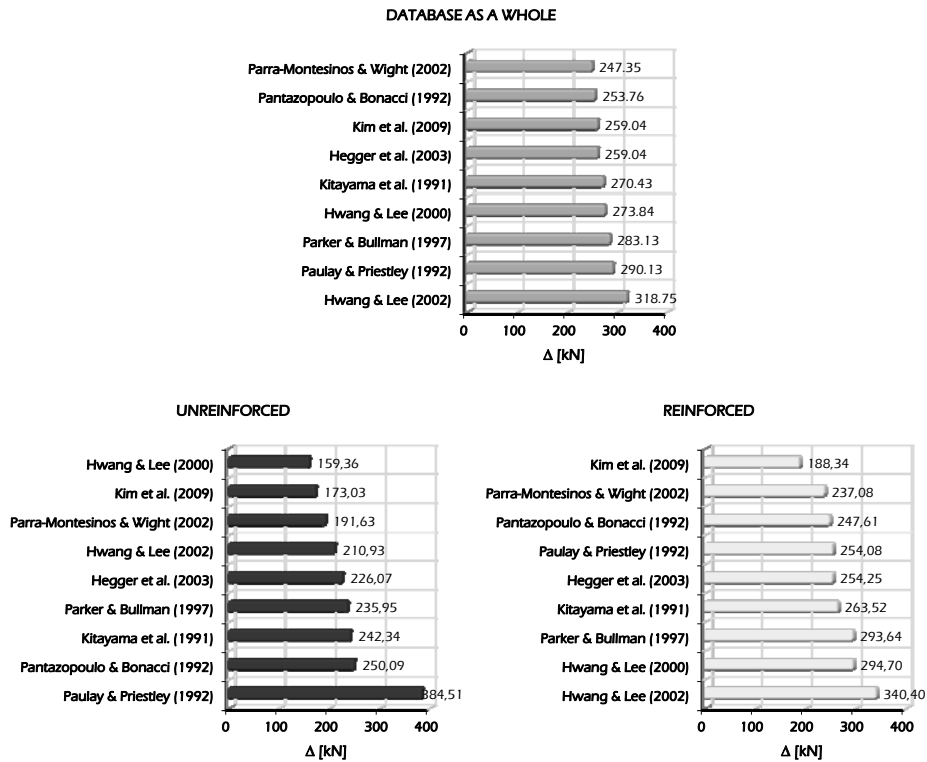 DATABASE AS A WHOLE
Parra-Montesinos & Wight (2002) 247.35
Pantazopoulo & Bonacci (1992) 253.76
Kim et al. (2009) 259.04
Hegger et al. (2003) 259.04
Kitayama et al. (1991) 270.43
Hwang & Lee (2000) 273.84
Parker & Bullman (1997) 283.13
Paulay & Priestley (1992) 290.13
Hwang & Lee (2002) 318.75
0 100 200 300 400
Δ [kN]
UNREINFORCED
Hwang & Lee (2000) 159,36
Kim et al. (2009) 173,03
Parra-Montesinos & Wight (2002) 191,63
Hwang & Lee (2002) 210,93
Hegger et al. (2003) 226,07
Parker & Bullman (1997) 235,95
Kitayama et al. (1991) 242,34
Pantazopoulo & Bonacci (1992) 250,09
Paulay & Priestley (1992) 384,51
0 100 200 300 400
Δ [kN]
REINFORCED
Kim et al. (2009) 188,34
Parra-Montesinos & Wight (2002) 237,08
Pantazopoulo & Bonacci (1992) 247,61
Paulay & Priestley (1992) 254,08
Hegger et al. (2003) 254,25
Kitayama et al. (1991) 263,52
Parker & Bullman (1997) 293,64
Hwang & Lee (2000) 294,70
Hwang & Lee (2002) 340,40
0 100 200 300 400
Δ [kN]